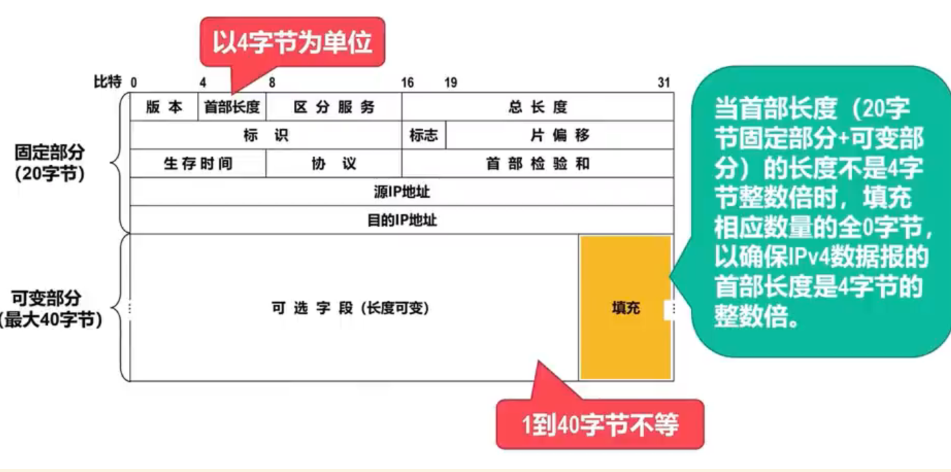 以4字节为单位
比特 0 4 8 16 19 31
版 本 首部长度 区 分 服 务 总 长 度
标 识 标志 片 偏 移
生 存 时 间 协 议 首 部 检 验 和
源IP地址
目的IP地址
固定部分
(20字节)
可变部分
(最大40字节)
可 选 字 段 (长度可变)
填充
1到40字节不等
当首部长度（20字
节固定部分+可变部
分）的长度不是4字
节整数倍时，填充
相应数量的全0字节，
以确保IPv4数据报的
首部长度是4字节的
整数倍。